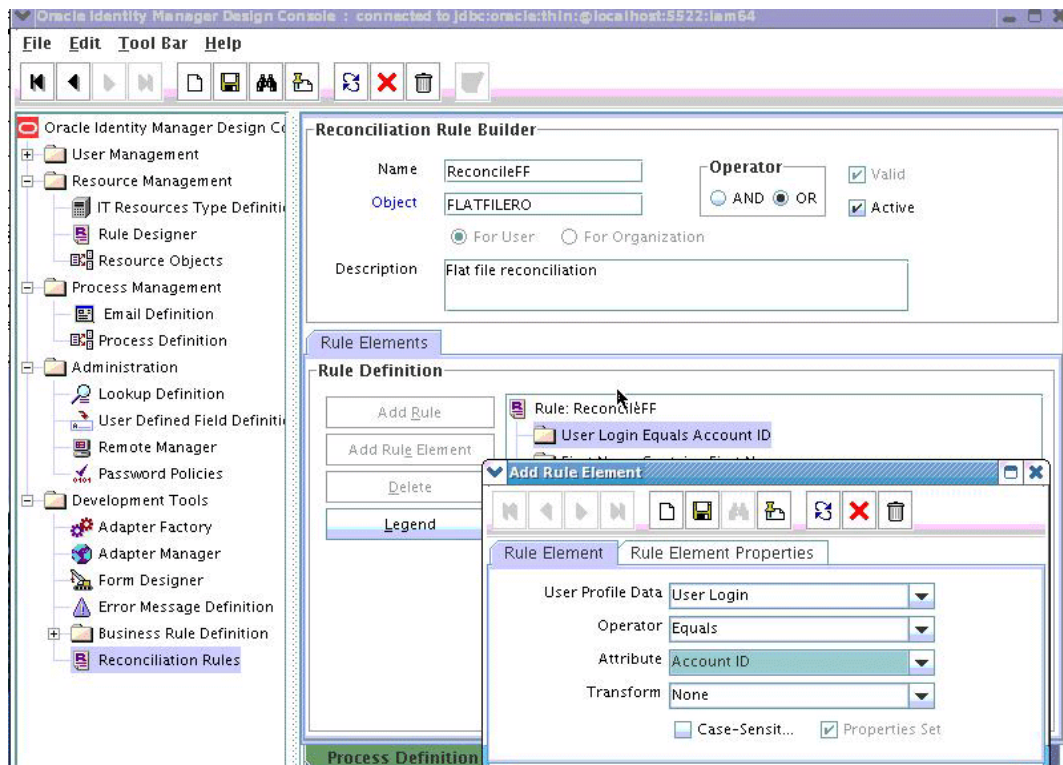 Oracle Identity Manager Design Console : connected to jdbc:oracle:thin:@localhost:5522:iam64
File Edit Tool Bar Help
Oracle Identity Manager Design Co
User Management
Resource Management
IT Resources Type Definiti
Rule Designer
Resource Objects
Process Management
Email Definition
Process Definition
Administration
Lookup Definition
User Defined Field Definiti
Remote Manager
Password Policies
Development Tools
Adapter Factory
Adapter Manager
Form Designer
Error Message Definition
Business Rule Definition
Reconciliation Rules
Reconciliation Rule Builder
Name ReconcileFF
Object FLATFILERO
Operator
AND OR
Valid
Active
For User For Organization
Description Flat file reconciliation
Rule Elements
Rule Definition
Add Rule
Add Rule Element
Delete
Legend
Rule: ReconcileFF
User Login Equals Account ID
Add Rule Element
Rule Element Rule Element Properties
User Profile Data User Login
Operator Equals
Attribute Account ID
Transform None
Case-Sensit... Properties Set
Process Definition